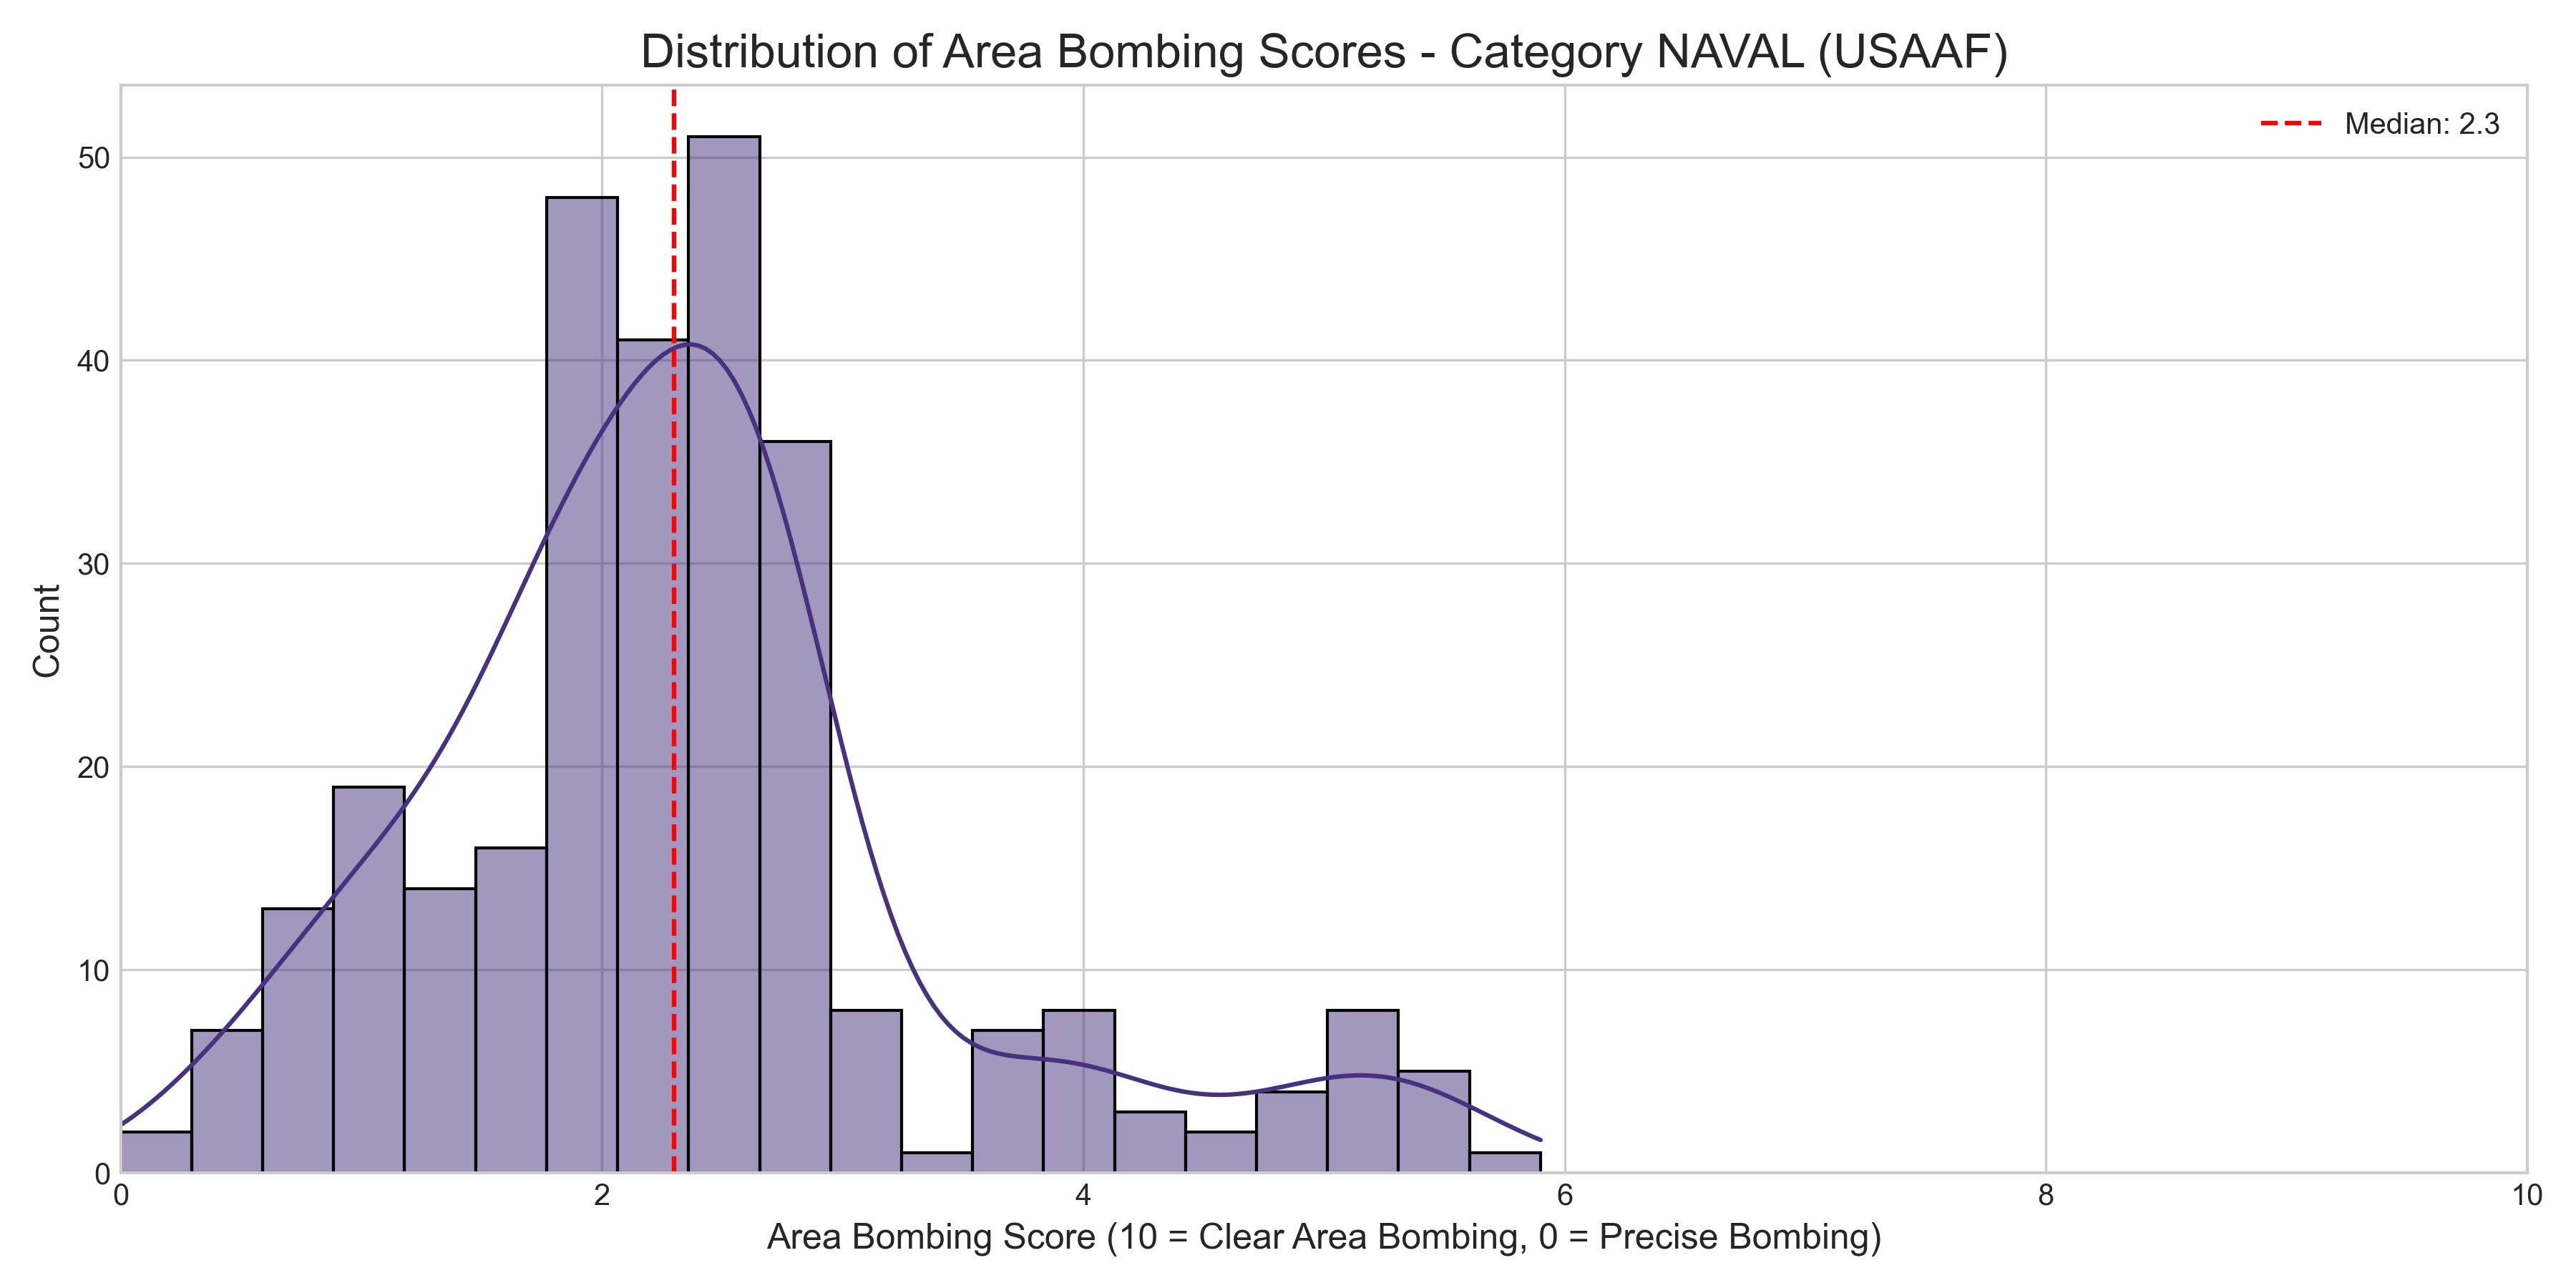 Distribution of Area Bombing Scores - Category NAVAL (USAAF)
Median: 2.3
50
40
30
20
10
0
Count
0 2 4 6 8 10
Area Bombing Score (10 = Clear Area Bombing, 0 = Precise Bombing)